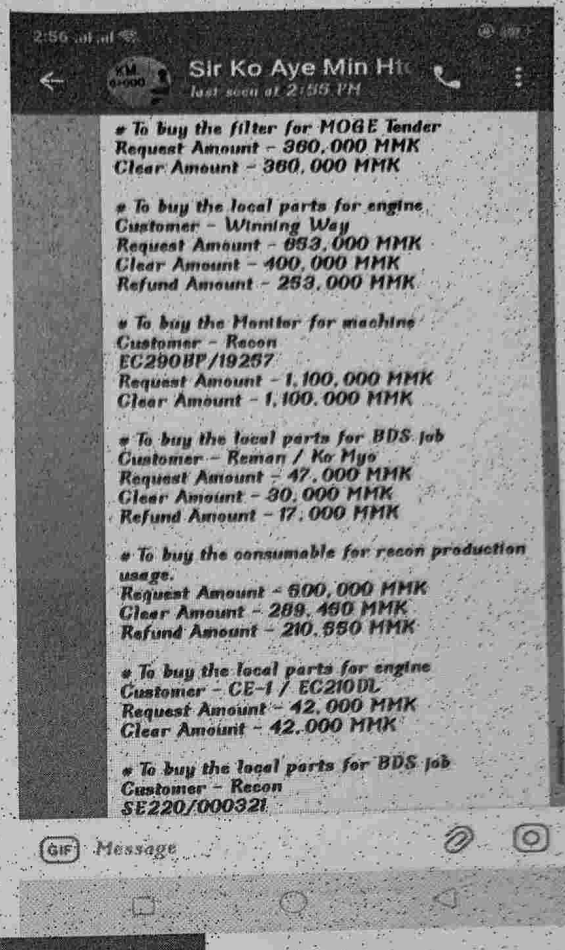 2:56
Sir Ko Aye Min Ht
last seen at 2:55 PM
# To buy the filter for MOGE Tender
Request Amount - 360,000 MMK
Clear Amount - 360,000 MMK
# To buy the local parts for engine
Customer - Winning Way
Request Amount - 653,000 MMK
Clear Amount - 400,000 MMK
Refund Amount - 253,000 MMK
# To buy the Monitor for machine
Customer - Recon
EC290BP/19257
Request Amount - 1,100,000 MMK
Clear Amount - 1,100,000 MMK
# To buy the local parts for BDS job
Customer - Reman / Ko Myo
Request Amount - 47,000 MMK
Clear Amount - 30,000 MMK
Refund Amount - 17,000 MMK
# To buy the consumable for recon production
usage.
Request Amount - 500,000 MMK
Clear Amount - 289,450 MMK
Refund Amount - 210,550 MMK
# To buy the local parts for engine
Customer - CE-1 / EC210DL
Request Amount - 42,000 MMK
Clear Amount - 42,000 MMK
# To buy the local parts for BDS job
Customer - Recon
SE220/000321
GIF Message